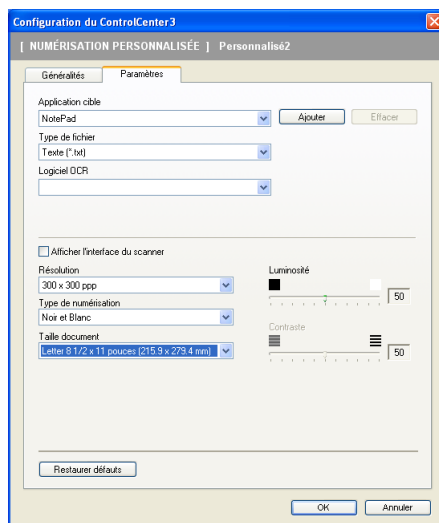 Configuration du ControlCenter3
[ NUMÉRISATION PERSONNALISÉE ] Personnalisé2
Généralités Paramètres
Application cible
NotePad Ajouter Effacer
Type de fichier
Texte (*.txt)
Logiciel OCR
Afficher l'interface du scanner
Résolution Luminosité
300 x 300 ppp 50
Type de numérisation
Noir et Blanc Contraste
Taille document
Letter 8 1/2 x 11 pouces (215.9 x 279.4 mm) 50
Restaurer défauts
OK Annuler